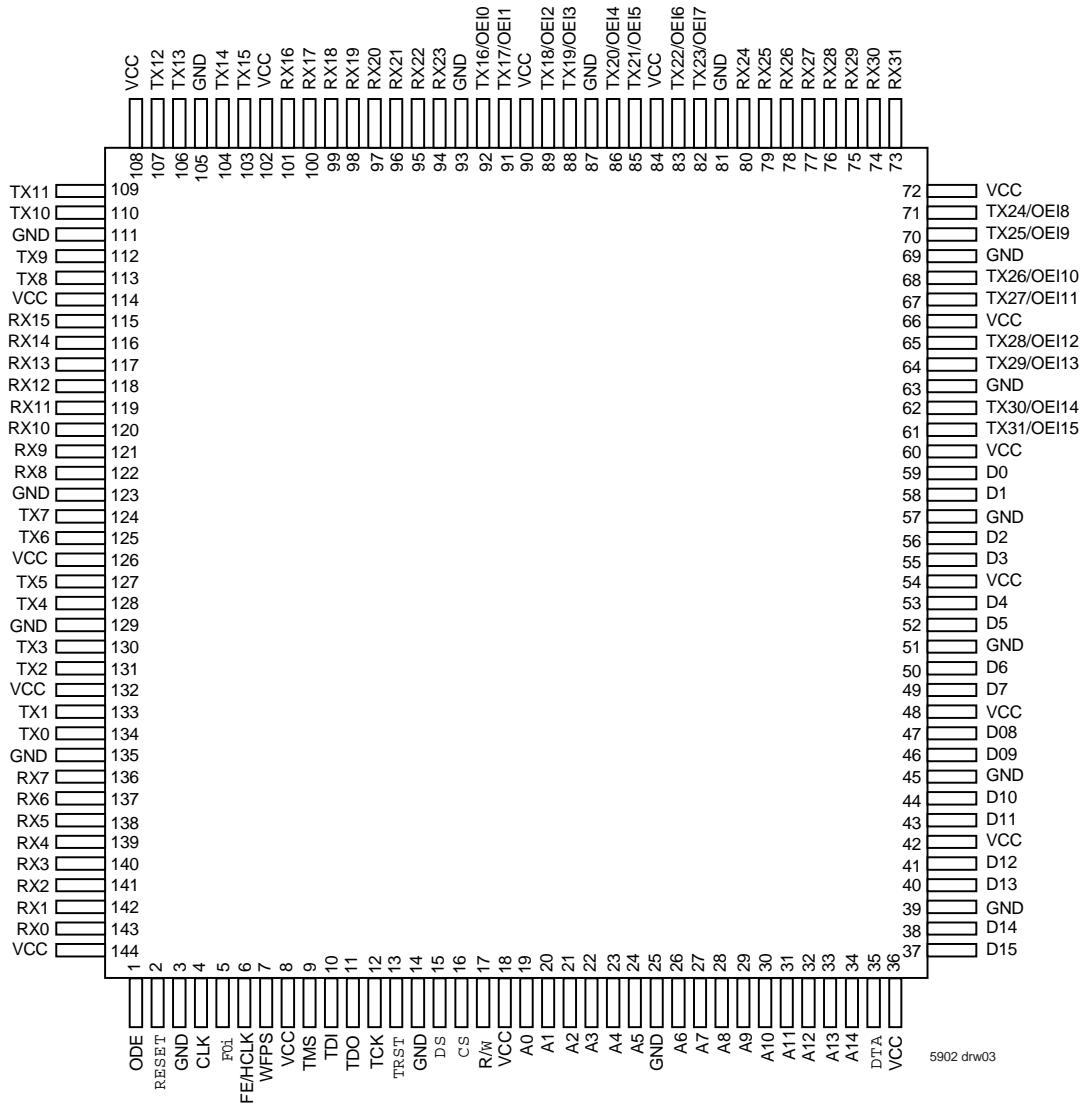 VCC
TX12
TX13
GND
TX14
TX15
VCC
RX16
RX17
RX18
RX19
RX20
RX21
RX22
RX23
GND
TX16/OEI0
TX17/OEI1
VCC
TX18/OEI2
TX19/OEI3
GND
TX20/OEI4
TX21/OEI5
VCC
TX22/OEI6
TX23/OEI7
GND
RX24
RX25
RX26
RX27
RX28
RX29
RX30
RX31
108
107
106
105
104
103
102
101
100
99
98
97
96
95
94
93
92
91
90
89
88
87
86
85
84
83
82
81
80
79
78
77
76
75
74
73
TX11 109
TX10 110
GND 111
TX9 112
TX8 113
VCC 114
RX15 115
RX14 116
RX13 117
RX12 118
RX11 119
RX10 120
RX9 121
RX8 122
GND 123
TX7 124
TX6 125
VCC 126
TX5 127
TX4 128
GND 129
TX3 130
TX2 131
VCC 132
TX1 133
TX0 134
GND 135
RX7 136
RX6 137
RX5 138
RX4 139
RX3 140
RX2 141
RX1 142
RX0 143
VCC 144
72 VCC
71 TX24/OEI8
70 TX25/OEI9
69 GND
68 TX26/OEI10
67 TX27/OEI11
66 VCC
65 TX28/OEI12
64 TX29/OEI13
63 GND
62 TX30/OEI14
61 TX31/OEI15
60 VCC
59 D0
58 D1
57 GND
56 D2
55 D3
54 VCC
53 D4
52 D5
51 GND
50 D6
49 D7
48 VCC
47 D08
46 D09
45 GND
44 D10
43 D11
42 VCC
41 D12
40 D13
39 GND
38 D14
37 D15
1
2
3
4
5
6
7
8
9
10
11
12
13
14
15
16
17
18
19
20
21
22
23
24
25
26
27
28
29
30
31
32
33
34
35
36
ODE
RESET
GND
CLK
F0i
FE/HCLK
WFPS
VCC
TMS
TDI
TDO
TCK
TRST
GND
DS
CS
R/W
VCC
A0
A1
A2
A3
A4
A5
GND
A6
A7
A8
A9
A10
A11
A12
A13
A14
DTA
VCC
5902 drw03